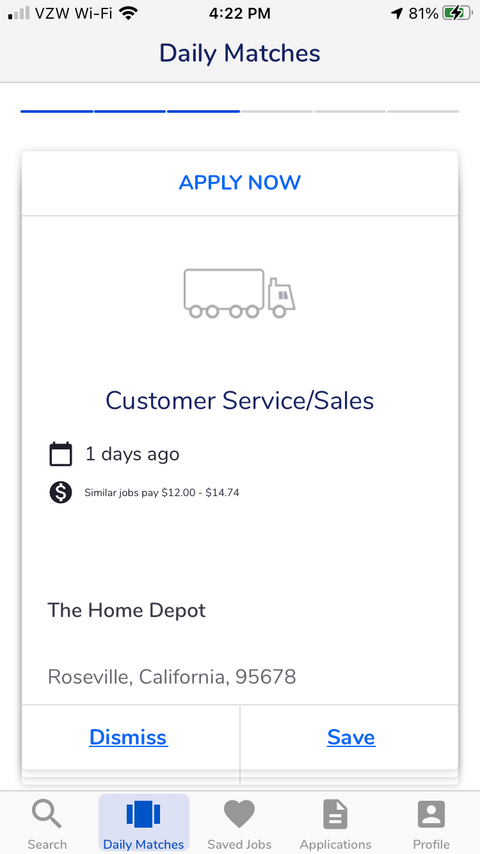 VZW Wi-Fi 4:22 PM 81%
Daily Matches
APPLY NOW
Customer Service/Sales
1 days ago
$ Similar jobs pay $12.00 - $14.74
The Home Depot
Roseville, California, 95678
Dismiss Save
Search Daily Matches Saved Jobs Applications Profile